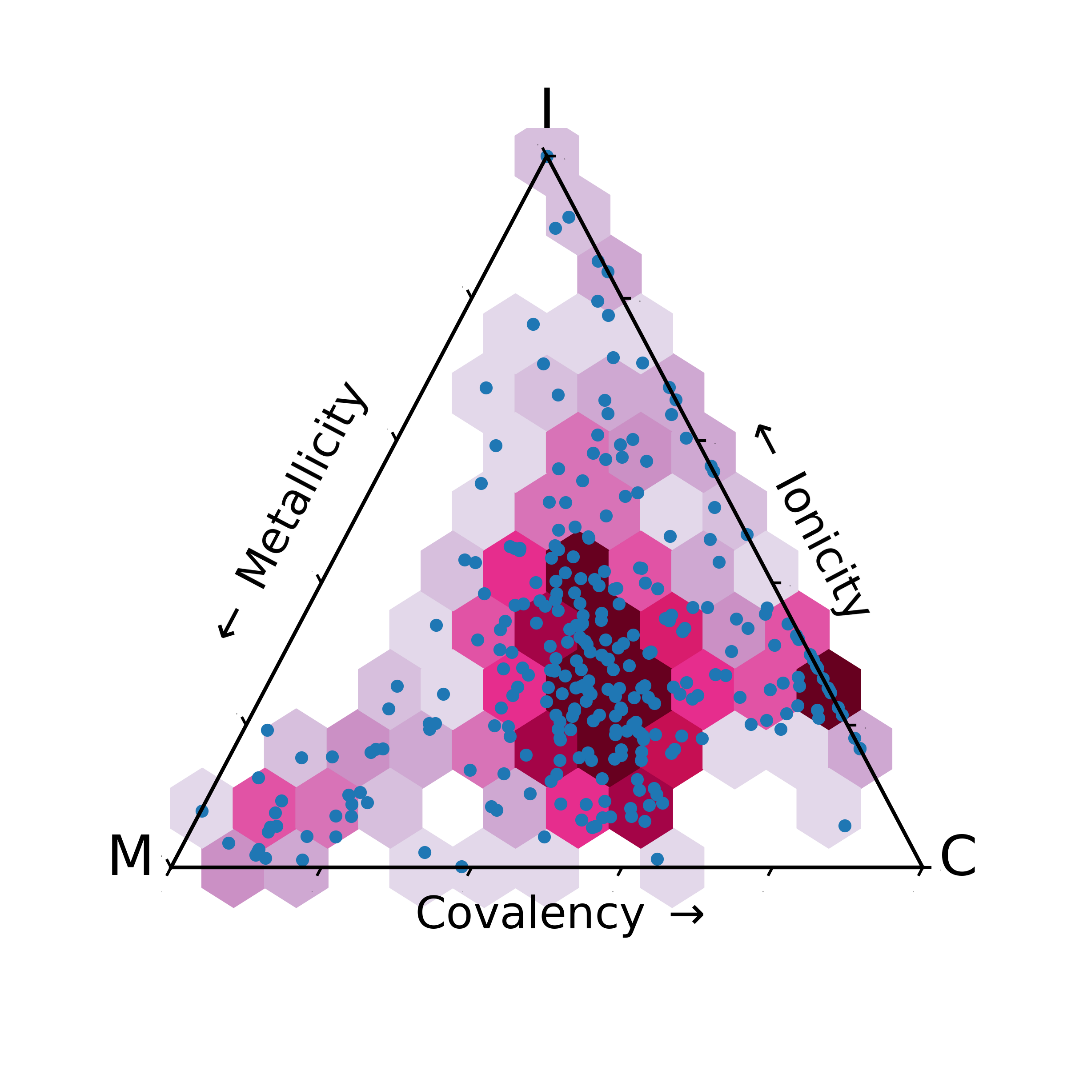 I
← Metallicity
← Ionicity
M
C
Covalency →